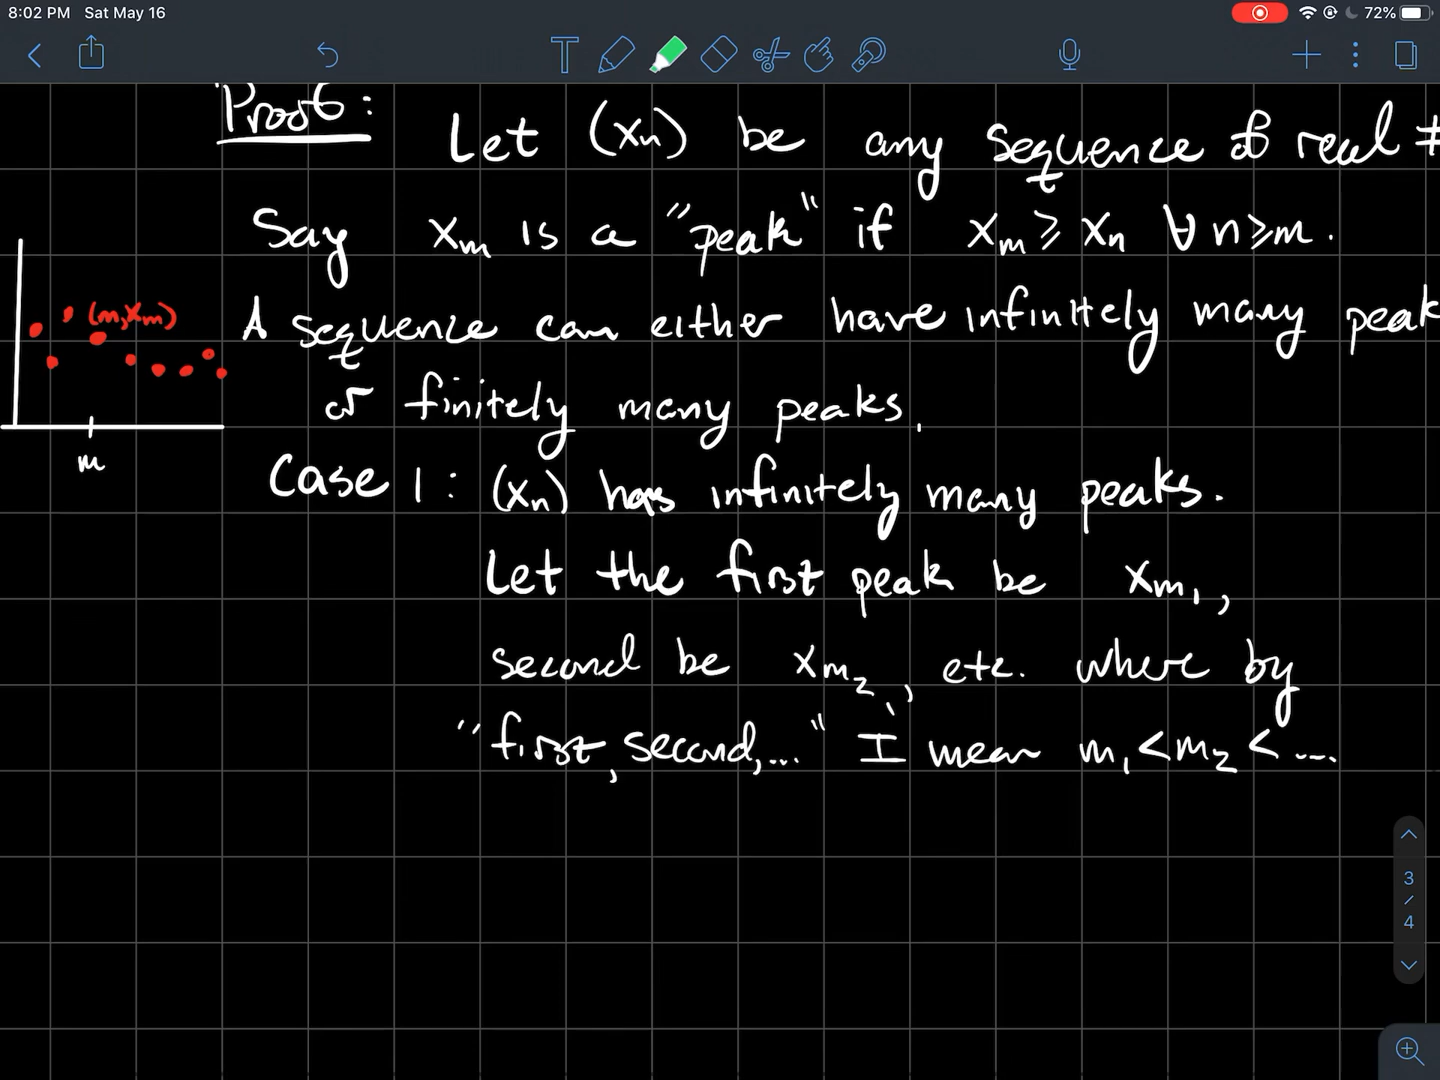 8:02 PM Sat May 16 72%
Proof:
Let (xn) be any sequence of real #
Say xm is a "peak" if xm ≥ xn ∀ n ≥ m.
(m, xm)
A sequence can either have infinitely many peak
or finitely many peaks.
m
Case 1: (xn) has infinitely many peaks.
Let the first peak be xm₁,
second be xm₂, etc. where by
"first, second, ..." I mean m₁ < m₂ < ...
3
/
4